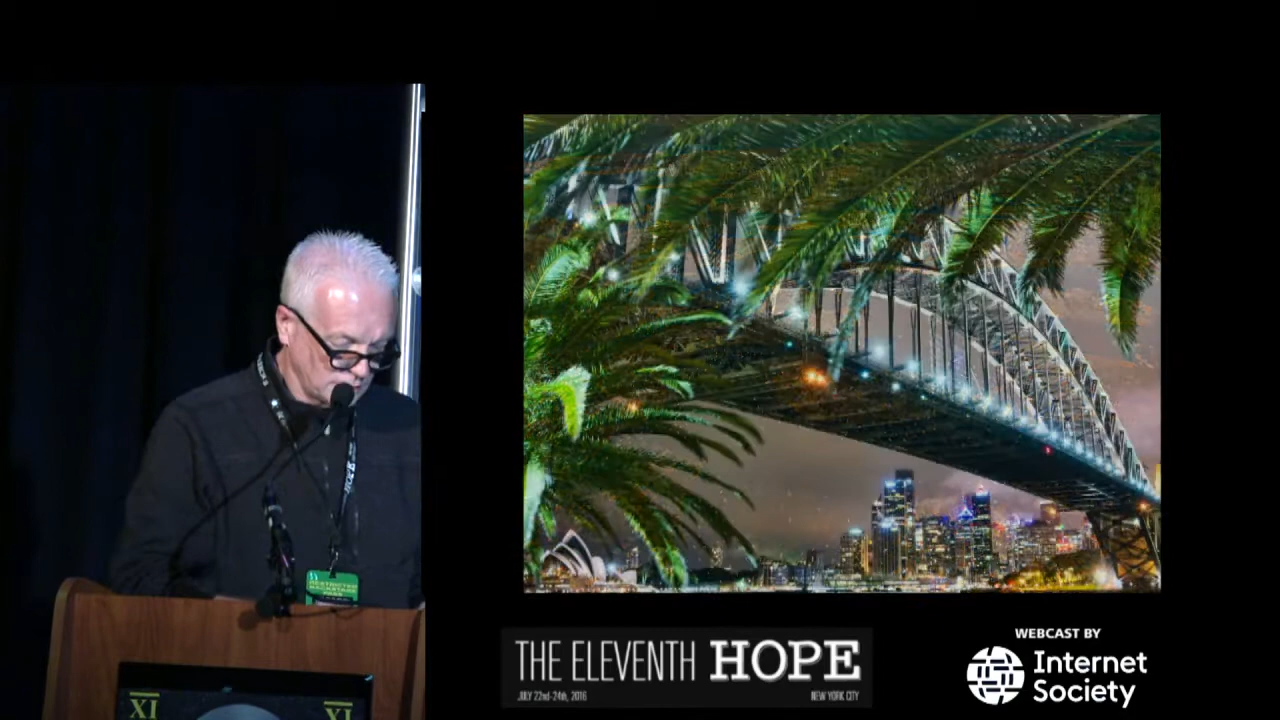 THE ELEVENTH HOPE
JULY 22nd-24th, 2016
NEW YORK CITY
WEBCAST BY
Internet
Society
XI
XI